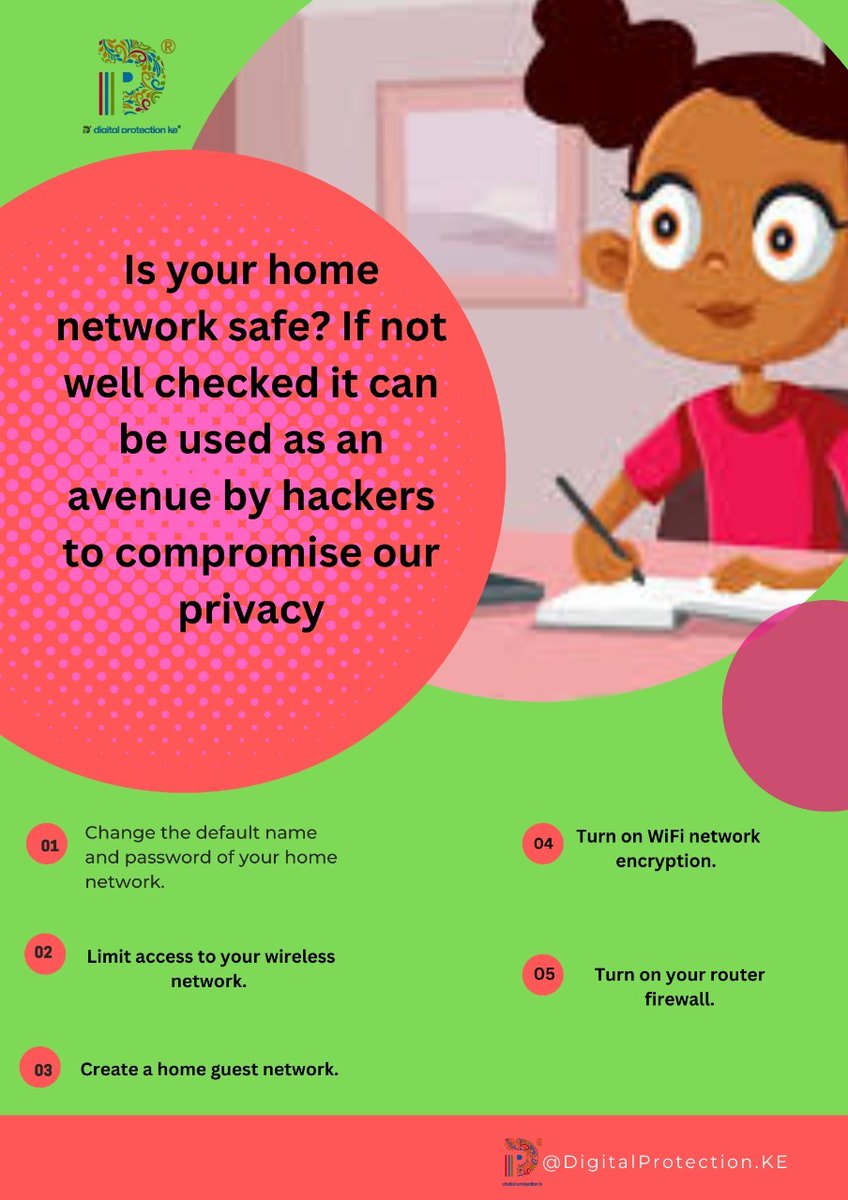 ®
digital protection ke
Is your home
network safe? If not
well checked it can
be used as an
avenue by hackers
to compromise our
privacy
01
Change the default name
and password of your home
network.
02
Limit access to your wireless
network.
03
Create a home guest network.
04
Turn on WiFi network
encryption.
05
Turn on your router
firewall.
@DigitalProtection.KE